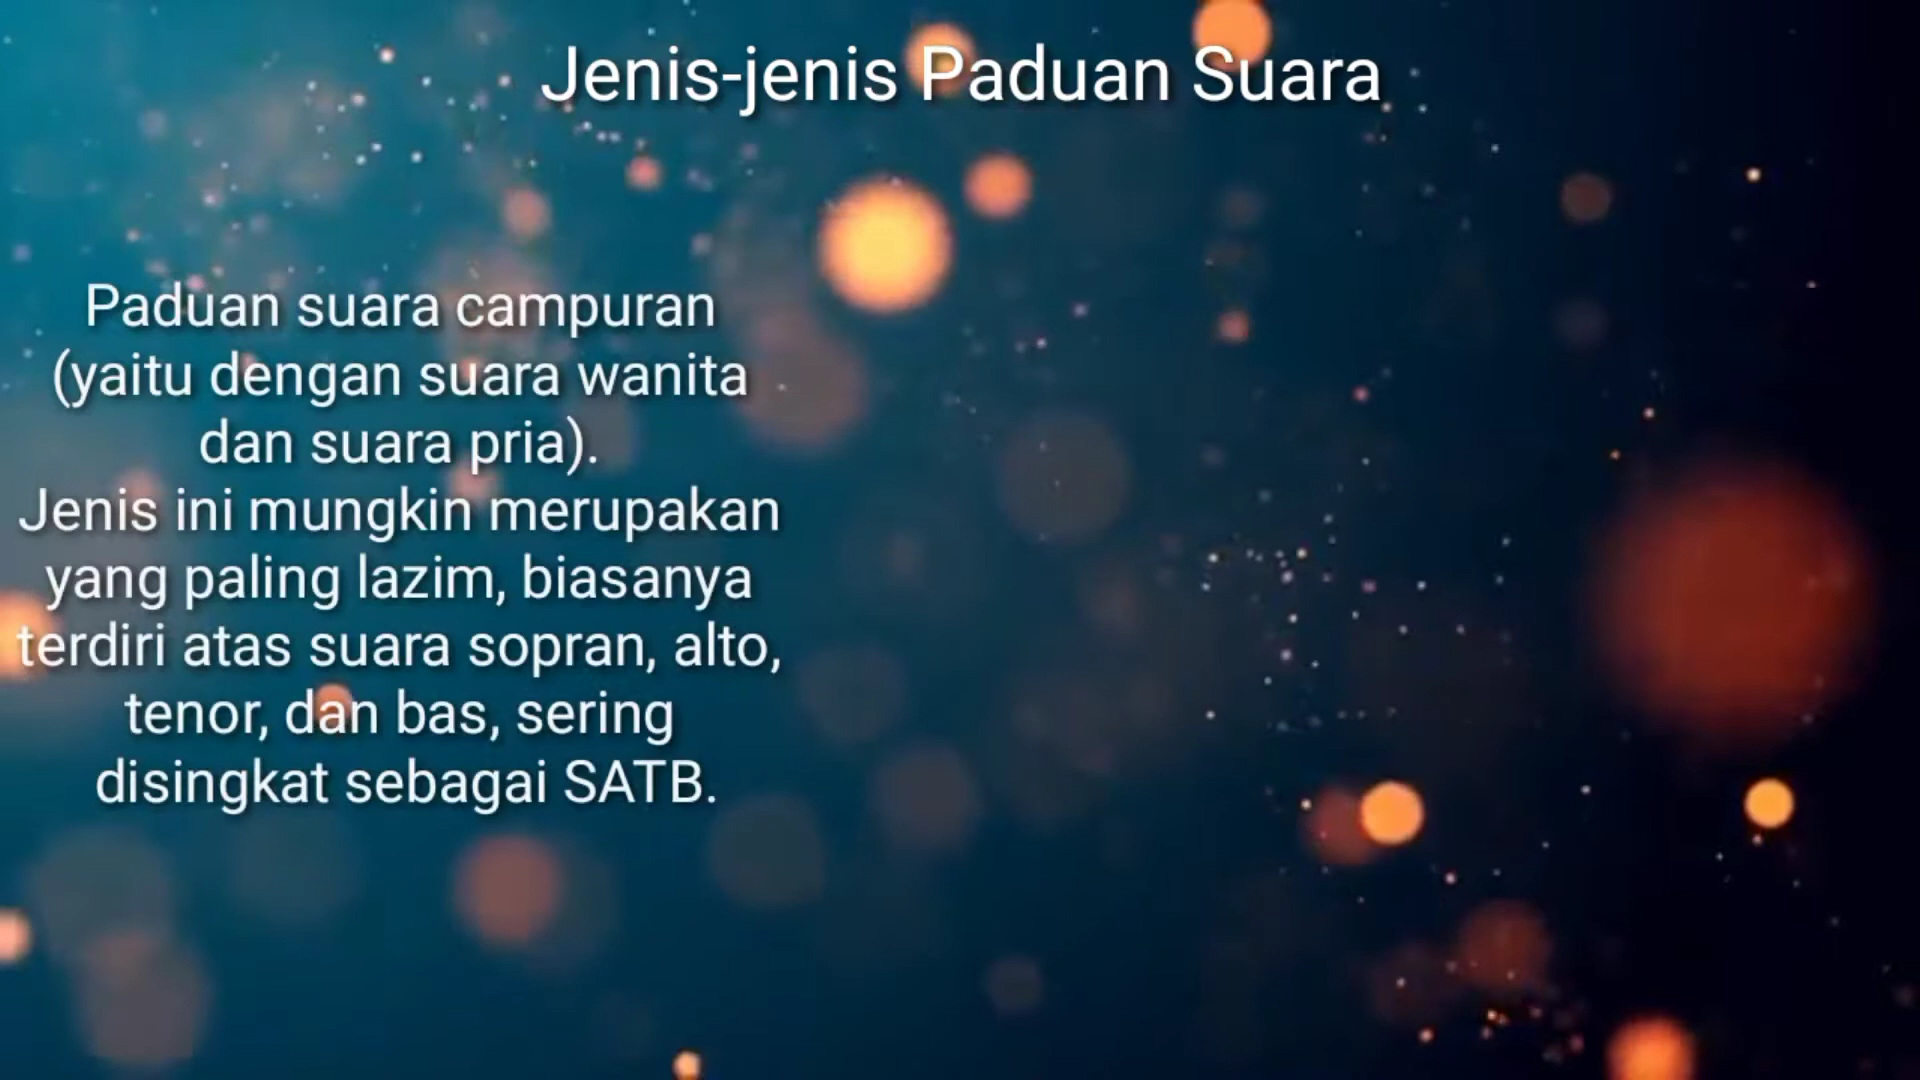 Jenis-jenis Paduan Suara
Paduan suara campuran
(yaitu dengan suara wanita
dan suara pria).
Jenis ini mungkin merupakan
yang paling lazim, biasanya
terdiri atas suara sopran, alto,
tenor, dan bas, sering
disingkat sebagai SATB.